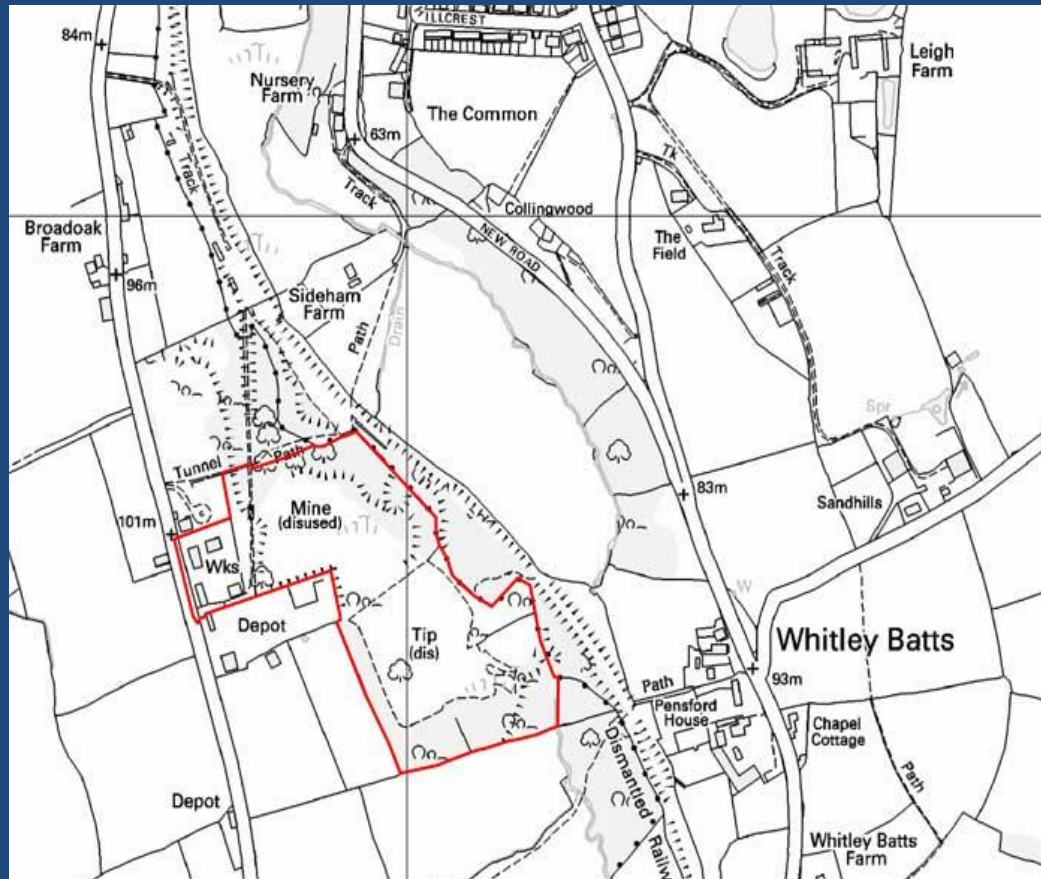 ILLCREST
84m
Leigh
Farm
Nursery
Farm
The Common
63m
Tk
Track
Track
Collingwood
Broadoak
Farm
NEW ROAD
The
Field
Track
96m
Sideham
Farm
Path
Drain
Spr
Tunnel
Path
83m
Sandhills
101m
Mine
(disused)
Wks
W
Depot
Tip
(dis)
Whitley Batts
Path
93m
Pensford
House
Chapel
Cottage
Dismantled
Railw
Path
Depot
Whitley Batts
Farm